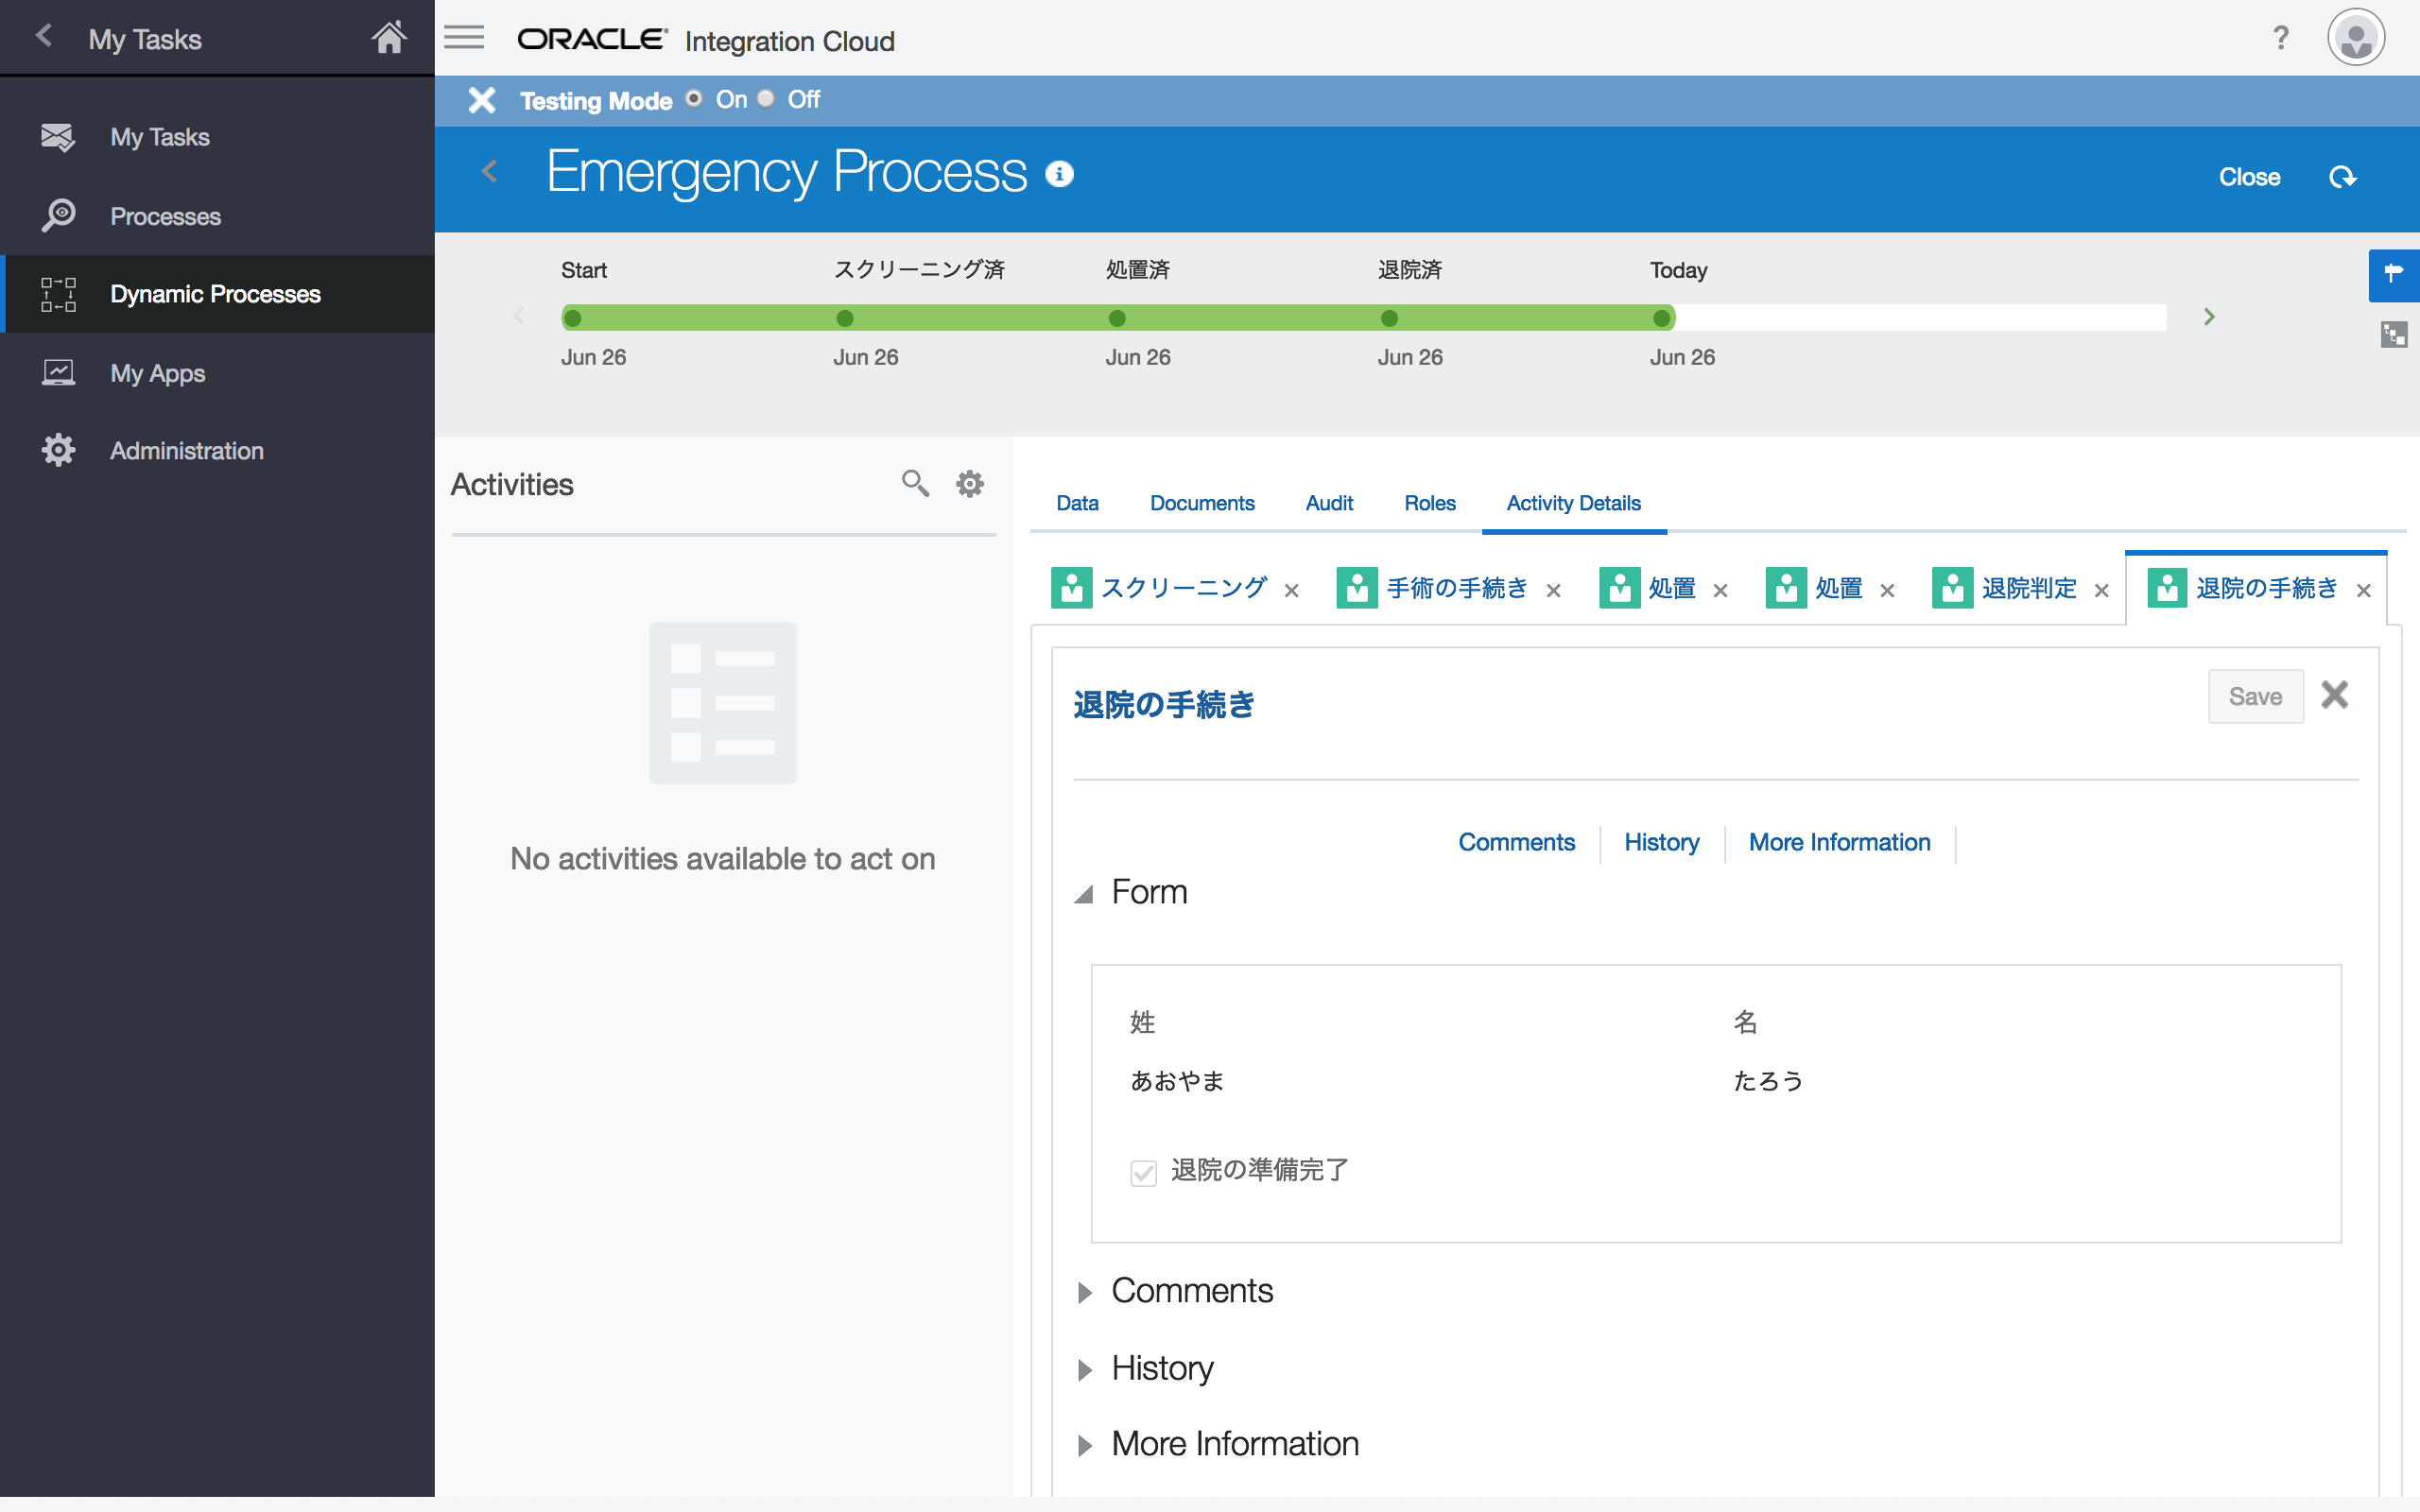 My Tasks
ORACLE Integration Cloud
?
My Tasks
Processes
Dynamic Processes
My Apps
Administration
Testing Mode On Off
Emergency Process
Close
Start スクリーニング済 処置済 退院済 Today
Jun 26 Jun 26 Jun 26 Jun 26 Jun 26
Activities
No activities available to act on
Data Documents Audit Roles Activity Details
スクリーニング 手術の手続き 処置 処置 退院判定 退院の手続き
退院の手続き
Save
Comments History More Information
Form
姓 名
あおやま たろう
退院の準備完了
Comments
History
More Information